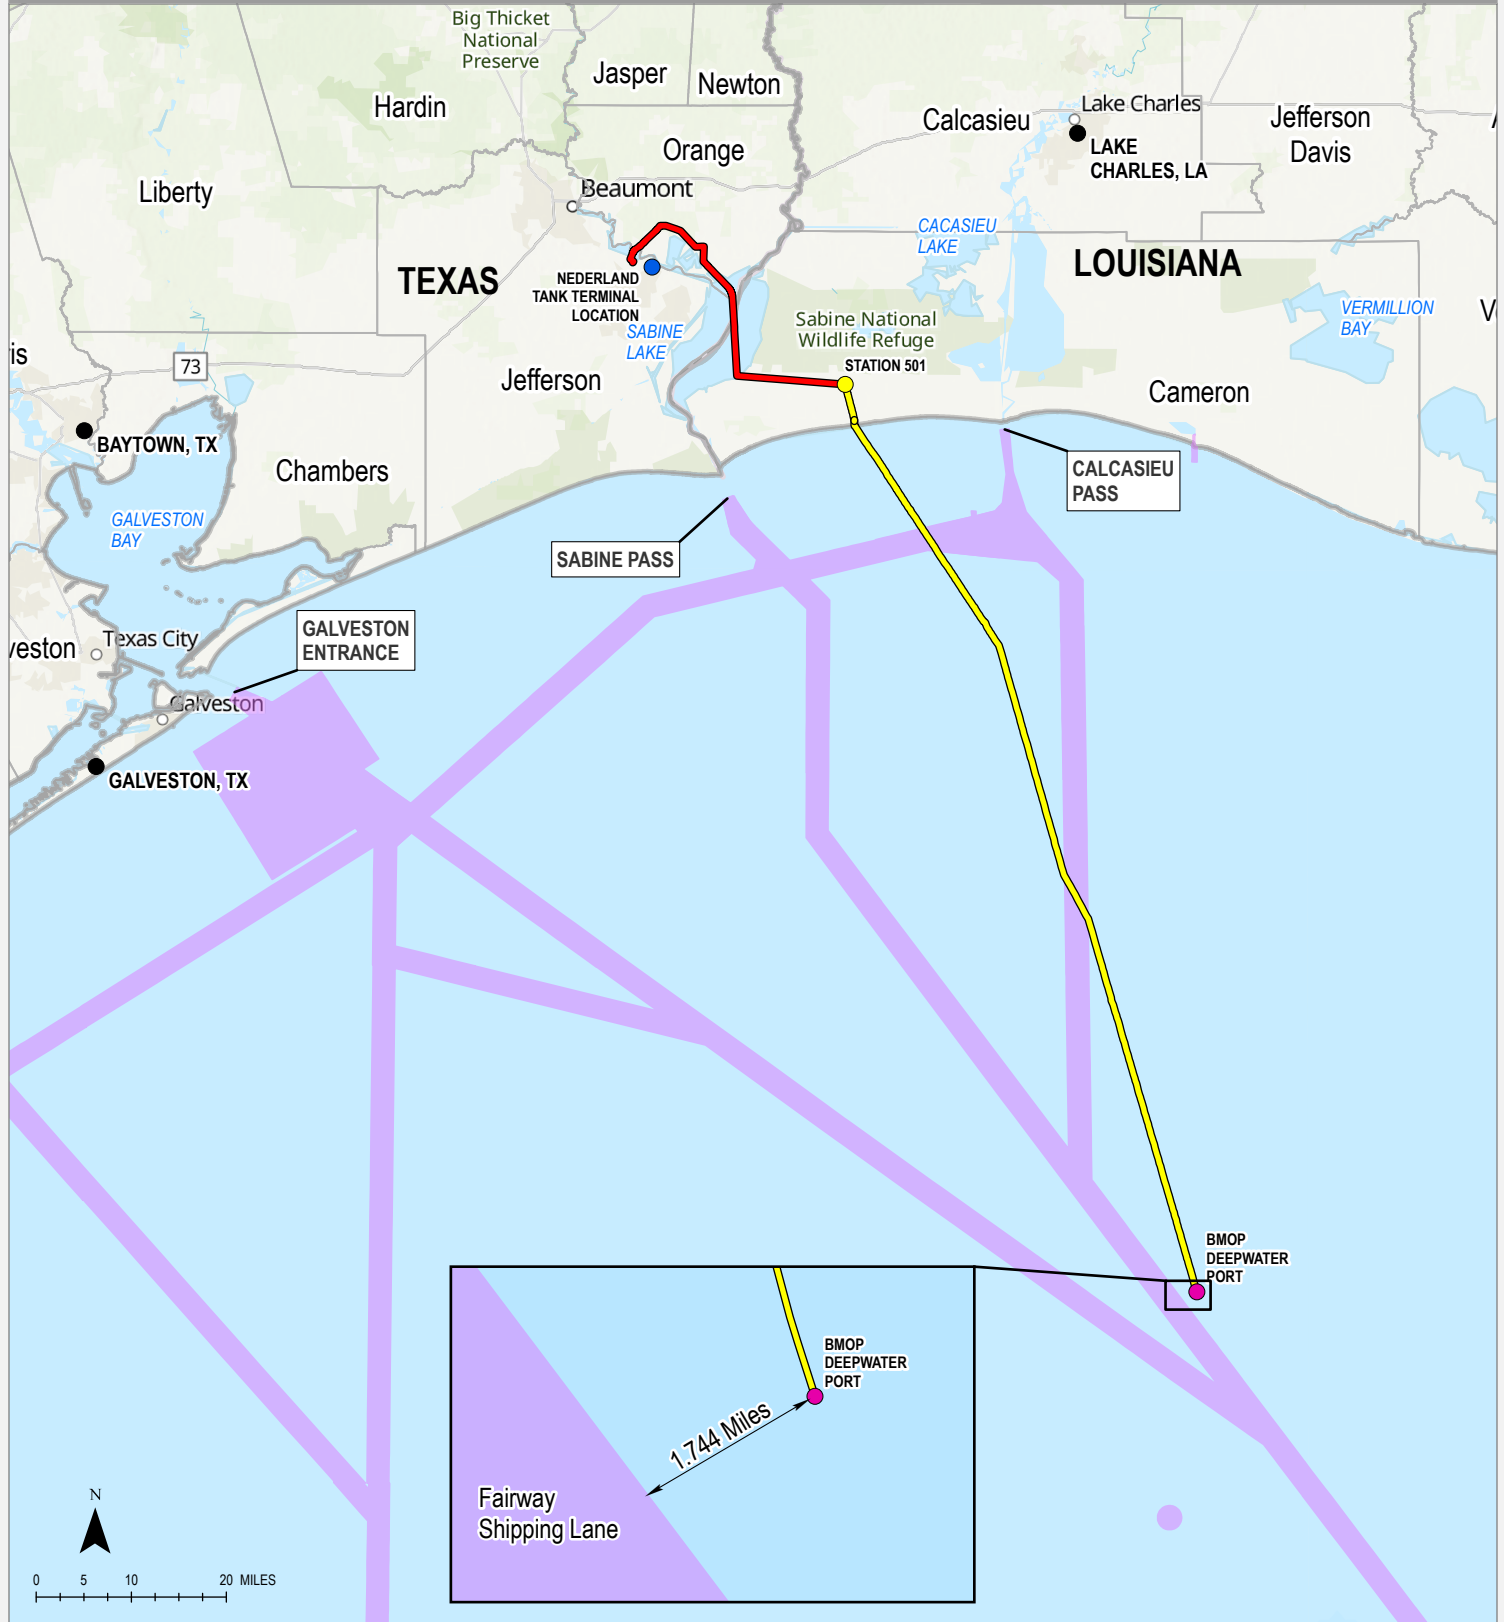 Big Thicket
National
Preserve
Jasper
Newton
Hardin
Calcasieu
Lake Charles
Jefferson
Davis
LAKE
CHARLES, LA
Orange
Liberty
Beaumont
CACASIEU
LAKE
TEXAS
LOUISIANA
NEDERLAND
TANK TERMINAL
LOCATION
SABINE
LAKE
Sabine National
Wildlife Refuge
VERMILLION
BAY
is
73
Jefferson
STATION 501
Cameron
BAYTOWN, TX
Chambers
CALCASIEU
PASS
GALVESTON
BAY
SABINE PASS
GALVESTON
ENTRANCE
veston
Texas City
Galveston
GALVESTON, TX
BMOP
DEEPWATER
PORT
BMOP
DEEPWATER
PORT
1.744 Miles
Fairway
Shipping Lane
N
0 5 10 20 MILES